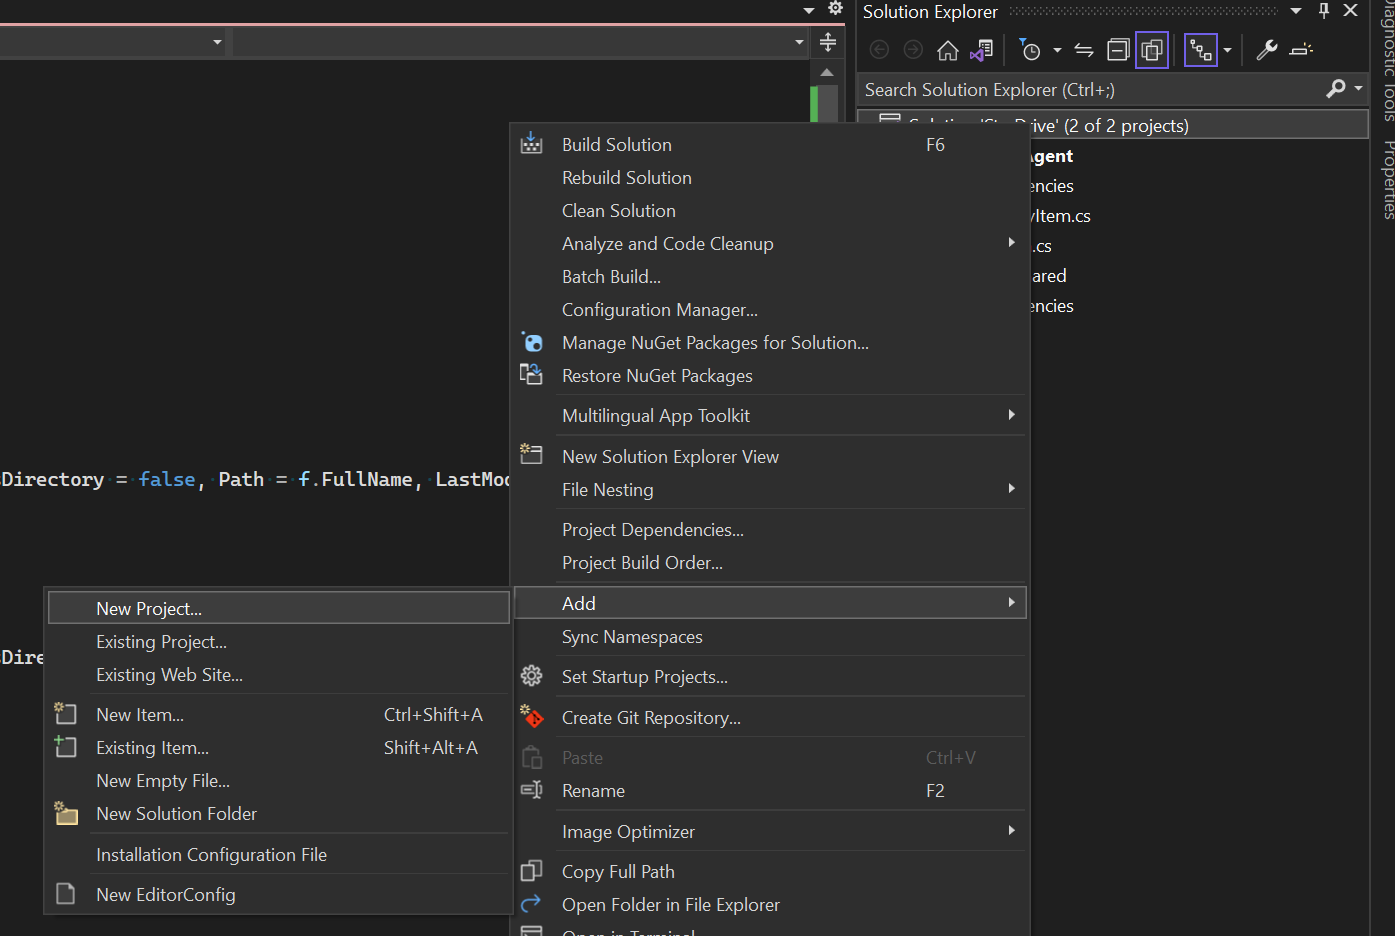 Solution Explorer
Search Solution Explorer (Ctrl+;)
(2 of 2 projects)
Diagnostic Tools
Properties
Build Solution F6
Rebuild Solution
Clean Solution
Analyze and Code Cleanup
Batch Build...
Configuration Manager...
Manage NuGet Packages for Solution...
Restore NuGet Packages
Multilingual App Toolkit
New Solution Explorer View
File Nesting
Project Dependencies...
Project Build Order...
Add
Sync Namespaces
Set Startup Projects...
Create Git Repository...
Paste Ctrl+V
Rename F2
Image Optimizer
Copy Full Path
Open Folder in File Explorer
Open in Terminal
gent
encies
yItem.cs
.cs
ared
encies
Directory = false, Path = f.FullName, LastMod
sDire
New Project...
Existing Project...
Existing Web Site...
New Item... Ctrl+Shift+A
Existing Item... Shift+Alt+A
New Empty File...
New Solution Folder
Installation Configuration File
New EditorConfig